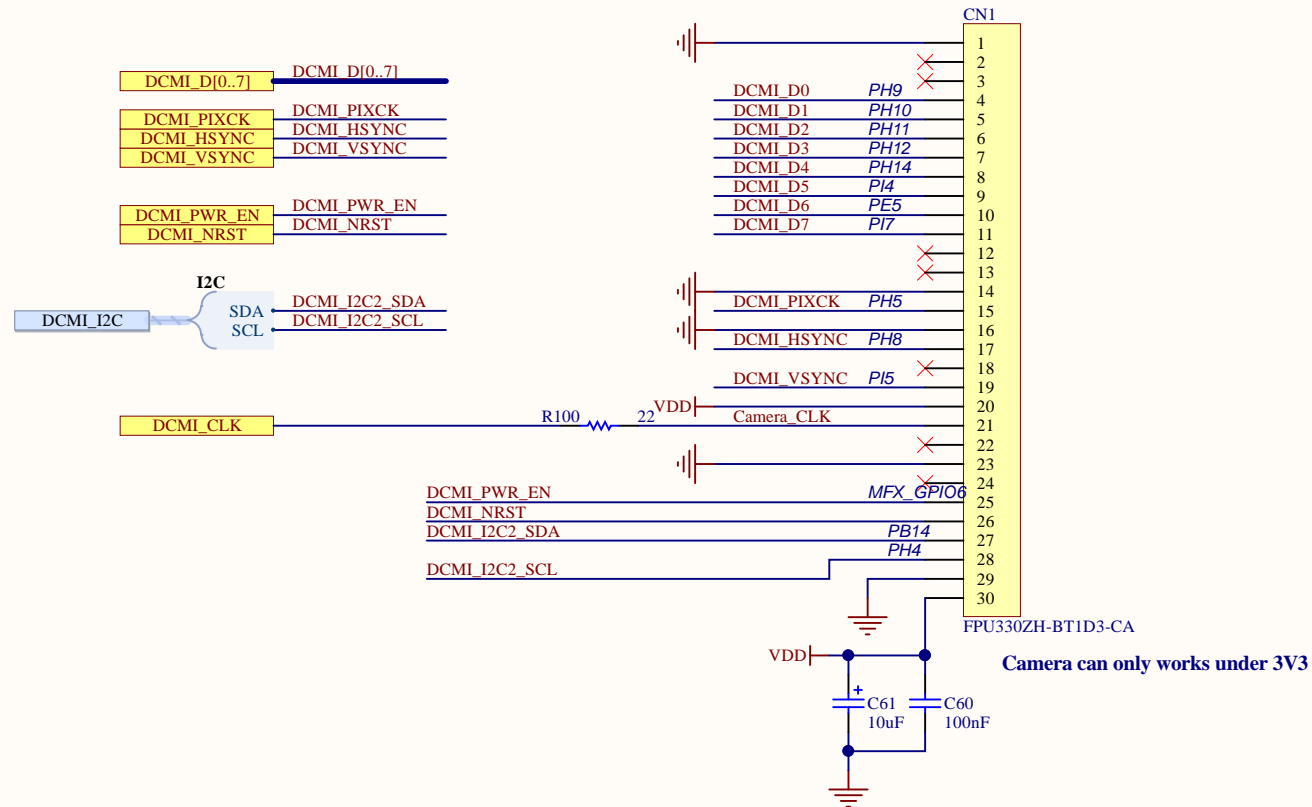 CN1
1
2
3
DCMI_D[0..7] DCMI_D[0..7]
DCMI_D0 PH9 4
DCMI_PIXCK DCMI_PIXCK
DCMI_D1 PH10 5
DCMI_HSYNC DCMI_HSYNC
DCMI_D2 PH11 6
DCMI_VSYNC DCMI_VSYNC
DCMI_D3 PH12 7
DCMI_D4 PH14 8
DCMI_D5 PI4 9
DCMI_PWR_EN DCMI_PWR_EN
DCMI_D6 PE5 10
DCMI_NRST DCMI_NRST
DCMI_D7 PI7 11
12
13
I2C
14
DCMI_I2C SDA DCMI_I2C2_SDA
SCL DCMI_I2C2_SCL
DCMI_PIXCK PH5 15
16
DCMI_HSYNC PH8 17
18
DCMI_VSYNC PI5 19
VDD 20
DCMI_CLK R100 22 Camera_CLK 21
22
23
24
DCMI_PWR_EN MFX_GPIO6 25
DCMI_NRST 26
DCMI_I2C2_SDA PB14 27
PH4 28
DCMI_I2C2_SCL 29
30
FPU330ZH-BT1D3-CA
VDD
Camera can only works under 3V3
+
C61
10uF
C60
100nF